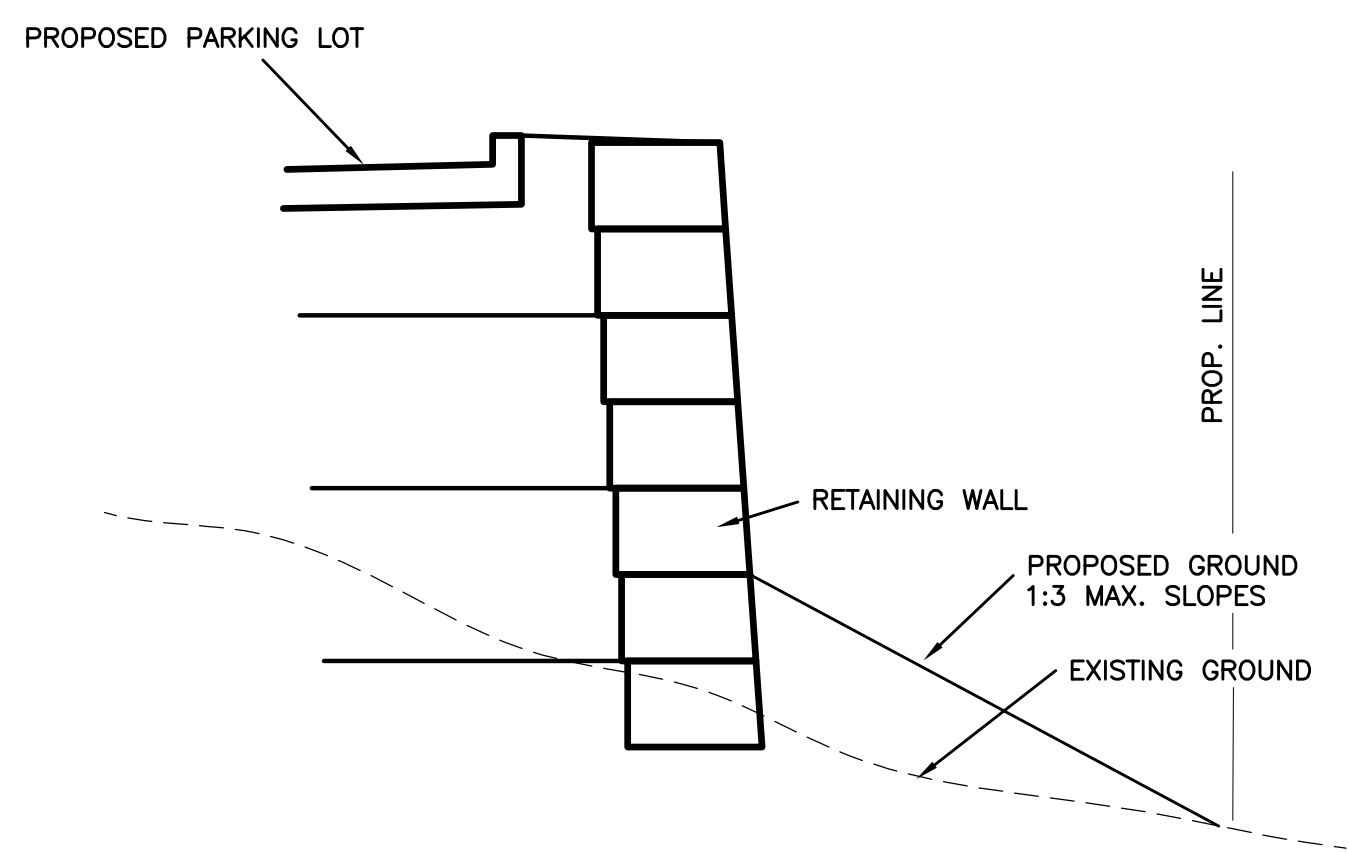 PROPOSED PARKING LOT
PROP. LINE
RETAINING WALL
PROPOSED GROUND
1:3 MAX. SLOPES
EXISTING GROUND